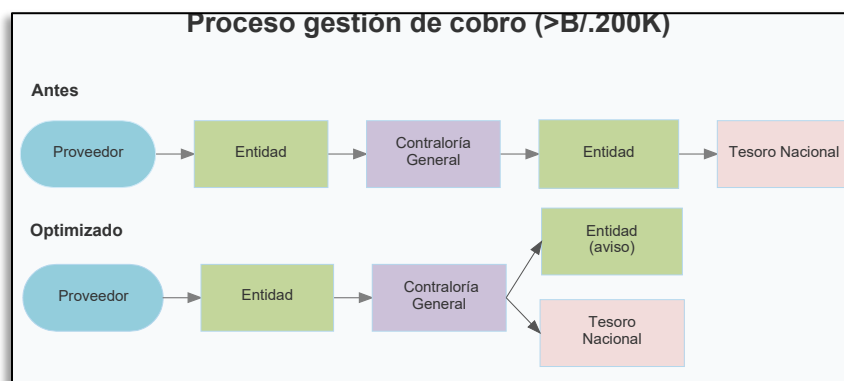 Proceso gestión de cobro (>B/.200K)
Antes
Proveedor
Entidad
Contraloría
General
Entidad
Tesoro Nacional
Optimizado
Proveedor
Entidad
Contraloría
General
Entidad
(aviso)
Tesoro
Nacional